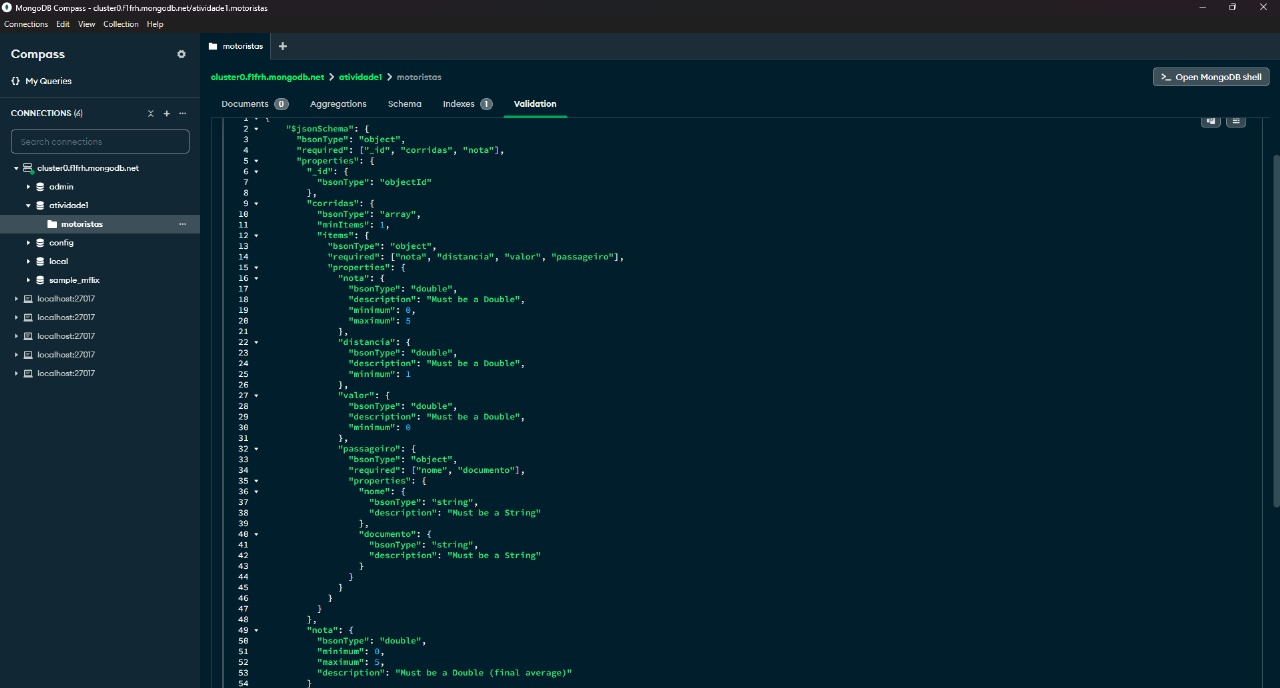 MongoDB Compass - cluster0.f1frh.mongodb.net/atividade1.motoristas
Connections Edit View Collection Help
Compass
{} My Queries
CONNECTIONS (6)
Search connections
cluster0.f1frh.mongodb.net
admin
atividade1
motoristas
config
local
sample_mflix
localhost:27017
localhost:27017
localhost:27017
localhost:27017
localhost:27017
motoristas
cluster0.f1frh.mongodb.net > atividade1 > motoristas
>_ Open MongoDB shell
Documents 0 Aggregations Schema Indexes 1 Validation
1 {
2 "$jsonSchema": {
3 "bsonType": "object",
4 "required": ["_id", "corridas", "nota"],
5 "properties": {
6 "_id": {
7 "bsonType": "objectId"
8 },
9 "corridas": {
10 "bsonType": "array",
11 "minItems": 1,
12 "items": {
13 "bsonType": "object",
14 "required": ["nota", "distancia", "valor", "passageiro"],
15 "properties": {
16 "nota": {
17 "bsonType": "double",
18 "description": "Must be a Double",
19 "minimum": 0,
20 "maximum": 5
21 },
22 "distancia": {
23 "bsonType": "double",
24 "description": "Must be a Double",
25 "minimum": 1
26 },
27 "valor": {
28 "bsonType": "double",
29 "description": "Must be a Double",
30 "minimum": 0
31 },
32 "passageiro": {
33 "bsonType": "object",
34 "required": ["nome", "documento"],
35 "properties": {
36 "nome": {
37 "bsonType": "string",
38 "description": "Must be a String"
39 },
40 "documento": {
41 "bsonType": "string",
42 "description": "Must be a String"
43 }
44 }
45 }
46 }
47 }
48 },
49 "nota": {
50 "bsonType": "double",
51 "minimum": 0,
52 "maximum": 5,
53 "description": "Must be a Double (final average)"
54 }